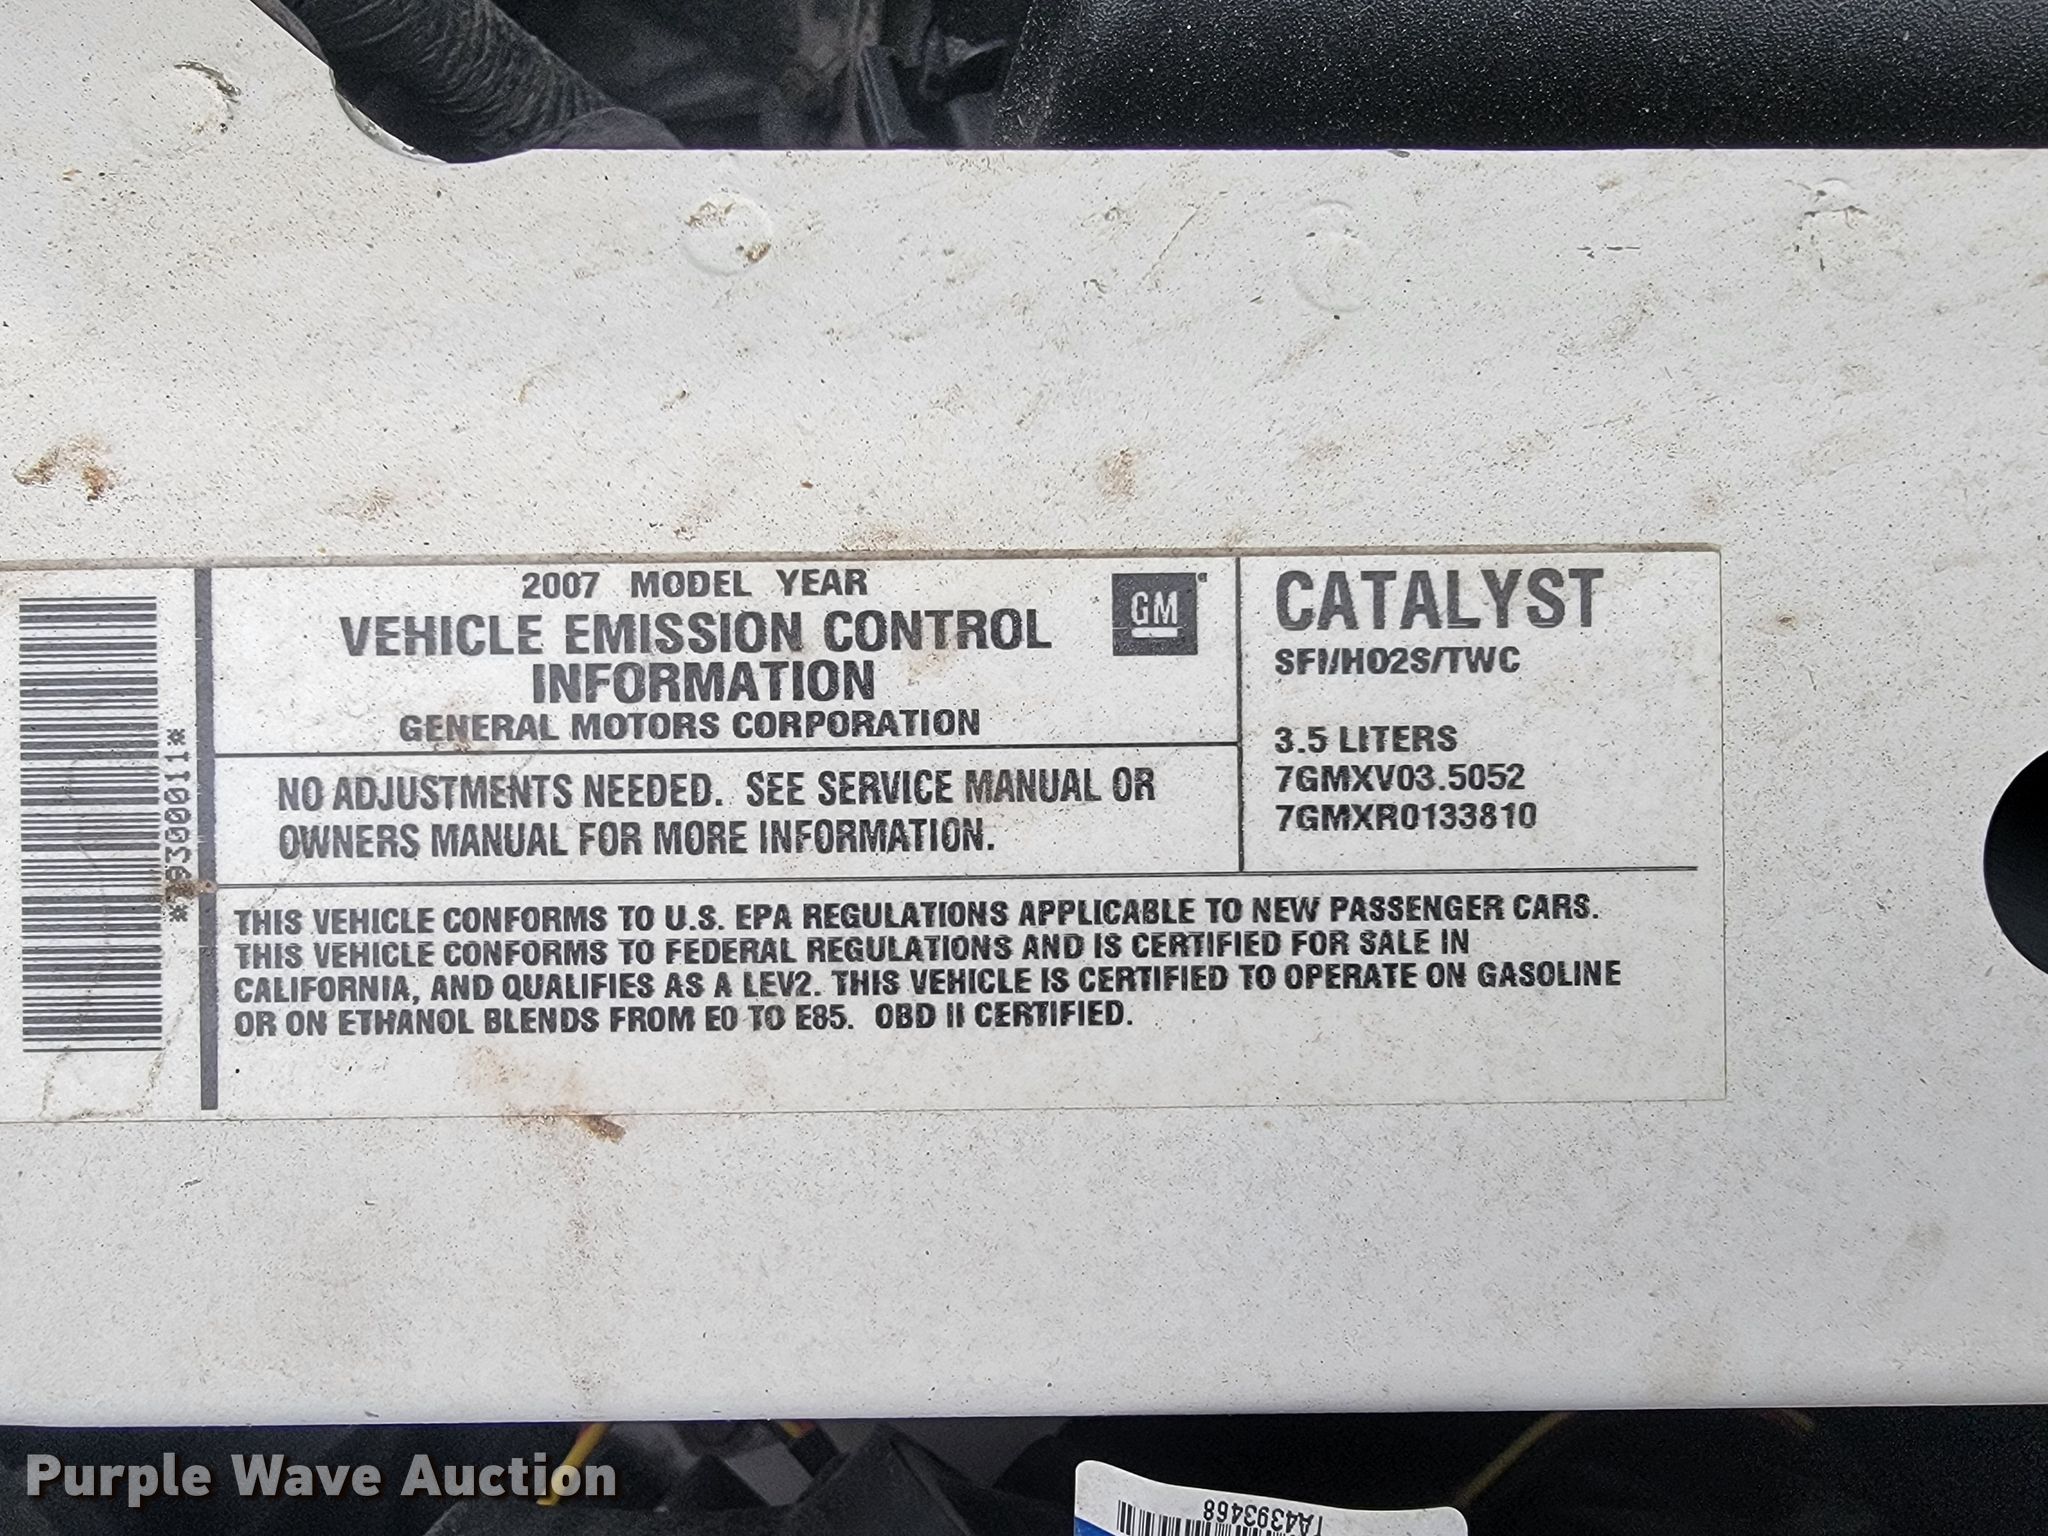 2007 MODEL YEAR
VEHICLE EMISSION CONTROL
INFORMATION
GENERAL MOTORS CORPORATION
GM
NO ADJUSTMENTS NEEDED. SEE SERVICE MANUAL OR
OWNERS MANUAL FOR MORE INFORMATION.
CATALYST
SFI/HO2S/TWC
3.5 LITERS
7GMXV03.5052
7GMXR0133810
THIS VEHICLE CONFORMS TO U.S. EPA REGULATIONS APPLICABLE TO NEW PASSENGER CARS.
THIS VEHICLE CONFORMS TO FEDERAL REGULATIONS AND IS CERTIFIED FOR SALE IN
CALIFORNIA, AND QUALIFIES AS A LEV2. THIS VEHICLE IS CERTIFIED TO OPERATE ON GASOLINE
OR ON ETHANOL BLENDS FROM E0 TO E85. OBD II CERTIFIED.
Purple Wave Auction